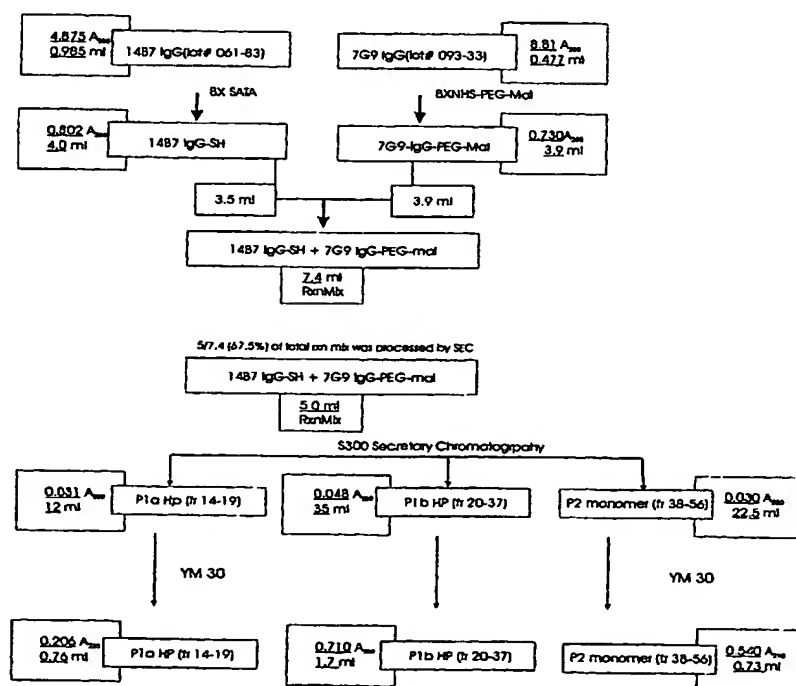 4.875 A280
0.985 ml
14B7 IgG(lot# 061-83)
7G9 IgG(lot# 093-33)
8.81 A280
0.477 ml
8X SATA
8XNHS-PEG-Mal
0.802 A280
4.0 ml
14B7 IgG-SH
7G9-IgG-PEG-Mal
0.730A280
3.9 ml
3.5 ml
3.9 ml
14B7 IgG-SH + 7G9 IgG-PEG-mal
7.4 ml
RxnMix
5/7.4 (67.5%) of total rxn mix was processed by SEC
14B7 IgG-SH + 7G9 IgG-PEG-mal
5.0 ml
RxnMix
S300 Secretary Chromatogrpahy
0.031 A280
12 ml
P1a Hp (fr 14-19)
0.048 A280
35 ml
P1b HP (fr 20-37)
P2 monomer (fr 38-56)
0.030 A280
22.5 ml
YM 30
YM 30
0.206 A280
0.76 ml
P1a HP (fr 14-19)
0.710 A280
1.7 ml
P1b HP (fr 20-37)
P2 monomer (fr 38-56)
0.540 A280
0.73 ml